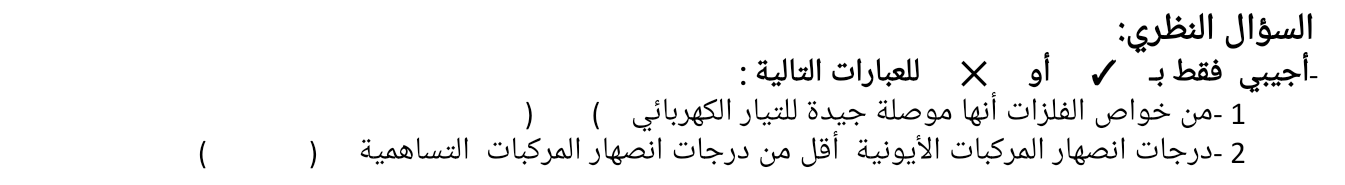 السؤال النظري:
-أجيبي فقط بـ ✓ أو × للعبارات التالية :
1 -من خواص الفلزات أنها موصلة جيدة للتيار الكهربائي ( )
2 -درجات انصهار المركبات الأيونية أقل من درجات انصهار المركبات التساهمية ( )